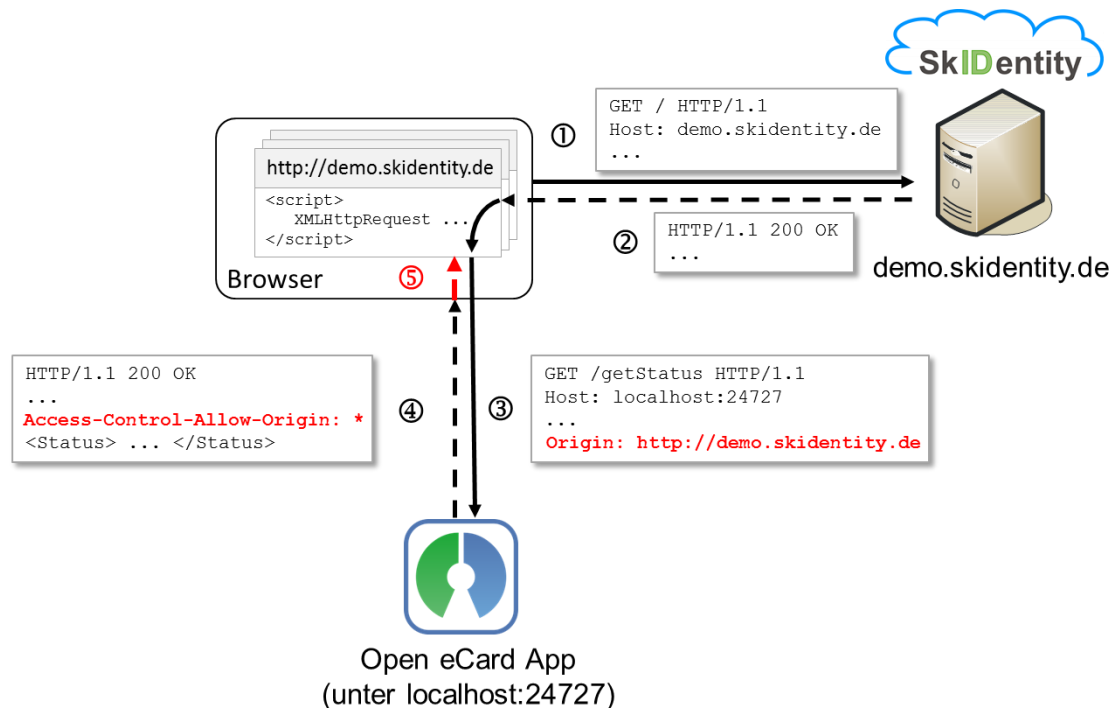 SkIDentity
①
GET / HTTP/1.1
Host: demo.skidentity.de
...
http://demo.skidentity.de
<script>
XMLHttpRequest ...
</script>
Browser
②
HTTP/1.1 200 OK
...
demo.skidentity.de
⑤
HTTP/1.1 200 OK
...
Access-Control-Allow-Origin: *
<Status> ... </Status>
④
③
GET /getStatus HTTP/1.1
Host: localhost:24727
...
Origin: http://demo.skidentity.de
Open eCard App
(unter localhost:24727)